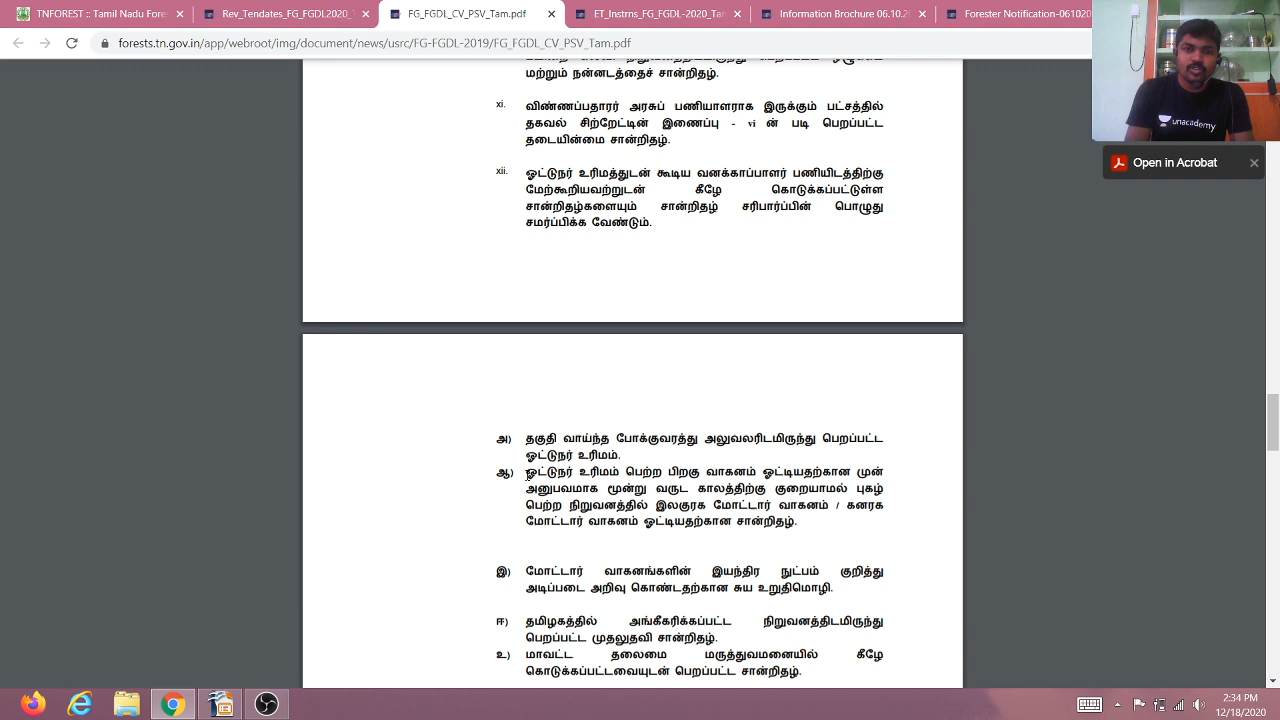 TNFOREST :: Tamil Nadu Fore
Rev_Tendates_FG_FGDL2020_
FG_FGDL_CV_PSV_Tam.pdf
ET_Instrns_FG_FGDL_Tam
Information Brochure 06.10.2
Forester Notification-061020
forests.tn.gov.in/app/webroot/img/document/news/usrc/FG-FGDL-3119/FG_FGDL_CV_PSV_Tam.pdf
unacademy
Open in Acrobat
மற்றும் நன்னடத்தைச் சான்றிதழ்.
xi. விண்ணப்பதாரர் அரசுப் பணியாளராக இருக்கும் பட்சத்தில்
தகவல் சிற்றேட்டின் இணைப்பு - vi ன் படி பெறப்பட்ட
தடையின்மை சான்றிதழ்.
xii. ஓட்டுநர் உரிமத்துடன் கூடிய வனக்காப்பாளர் பணியிடத்திற்கு
மேற்கூறியவற்றுடன் கீழே கொடுக்கப்பட்டுள்ள
சான்றிதழ்களையும் சான்றிதழ் சரிபார்ப்பின் பொழுது
சமர்ப்பிக்க வேண்டும்.
அ) தகுதி வாய்ந்த போக்குவரத்து அலுவலரிடமிருந்து பெறப்பட்ட
ஓட்டுநர் உரிமம்.
ஆ) ஓட்டுநர் உரிமம் பெற்ற பிறகு வாகனம் ஓட்டியதற்கான முன்
அனுபவமாக மூன்று வருட காலத்திற்கு குறையாமல் புகழ்
பெற்ற நிறுவனத்தில் இலகுரக மோட்டார் வாகனம் / கனரக
மோட்டார் வாகனம் ஓட்டியதற்கான சான்றிதழ்.
இ) மோட்டார் வாகனங்களின் இயந்திர நுட்பம் குறித்து
அடிப்படை அறிவு கொண்டதற்கான சுய உறுதிமொழி.
ஈ) தமிழகத்தில் அங்கீகரிக்கப்பட்ட நிறுவனத்திடமிருந்து
பெறப்பட்ட முதலுதவி சான்றிதழ்.
உ) மாவட்ட தலைமை மருத்துவமனையில் கீழே
கொடுக்கப்பட்டவையுடன் பெறப்பட்ட சான்றிதழ்.
2:34 PM
12/18/2020